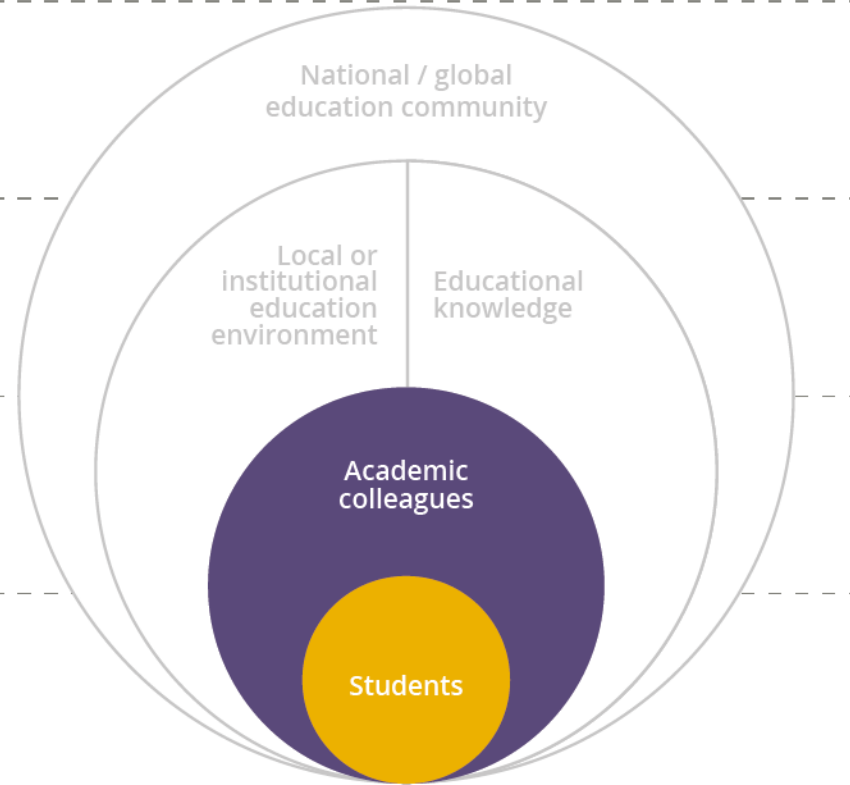 National / global
education community
Local or
institutional
education
environment
Educational
knowledge
Academic
colleagues
Students